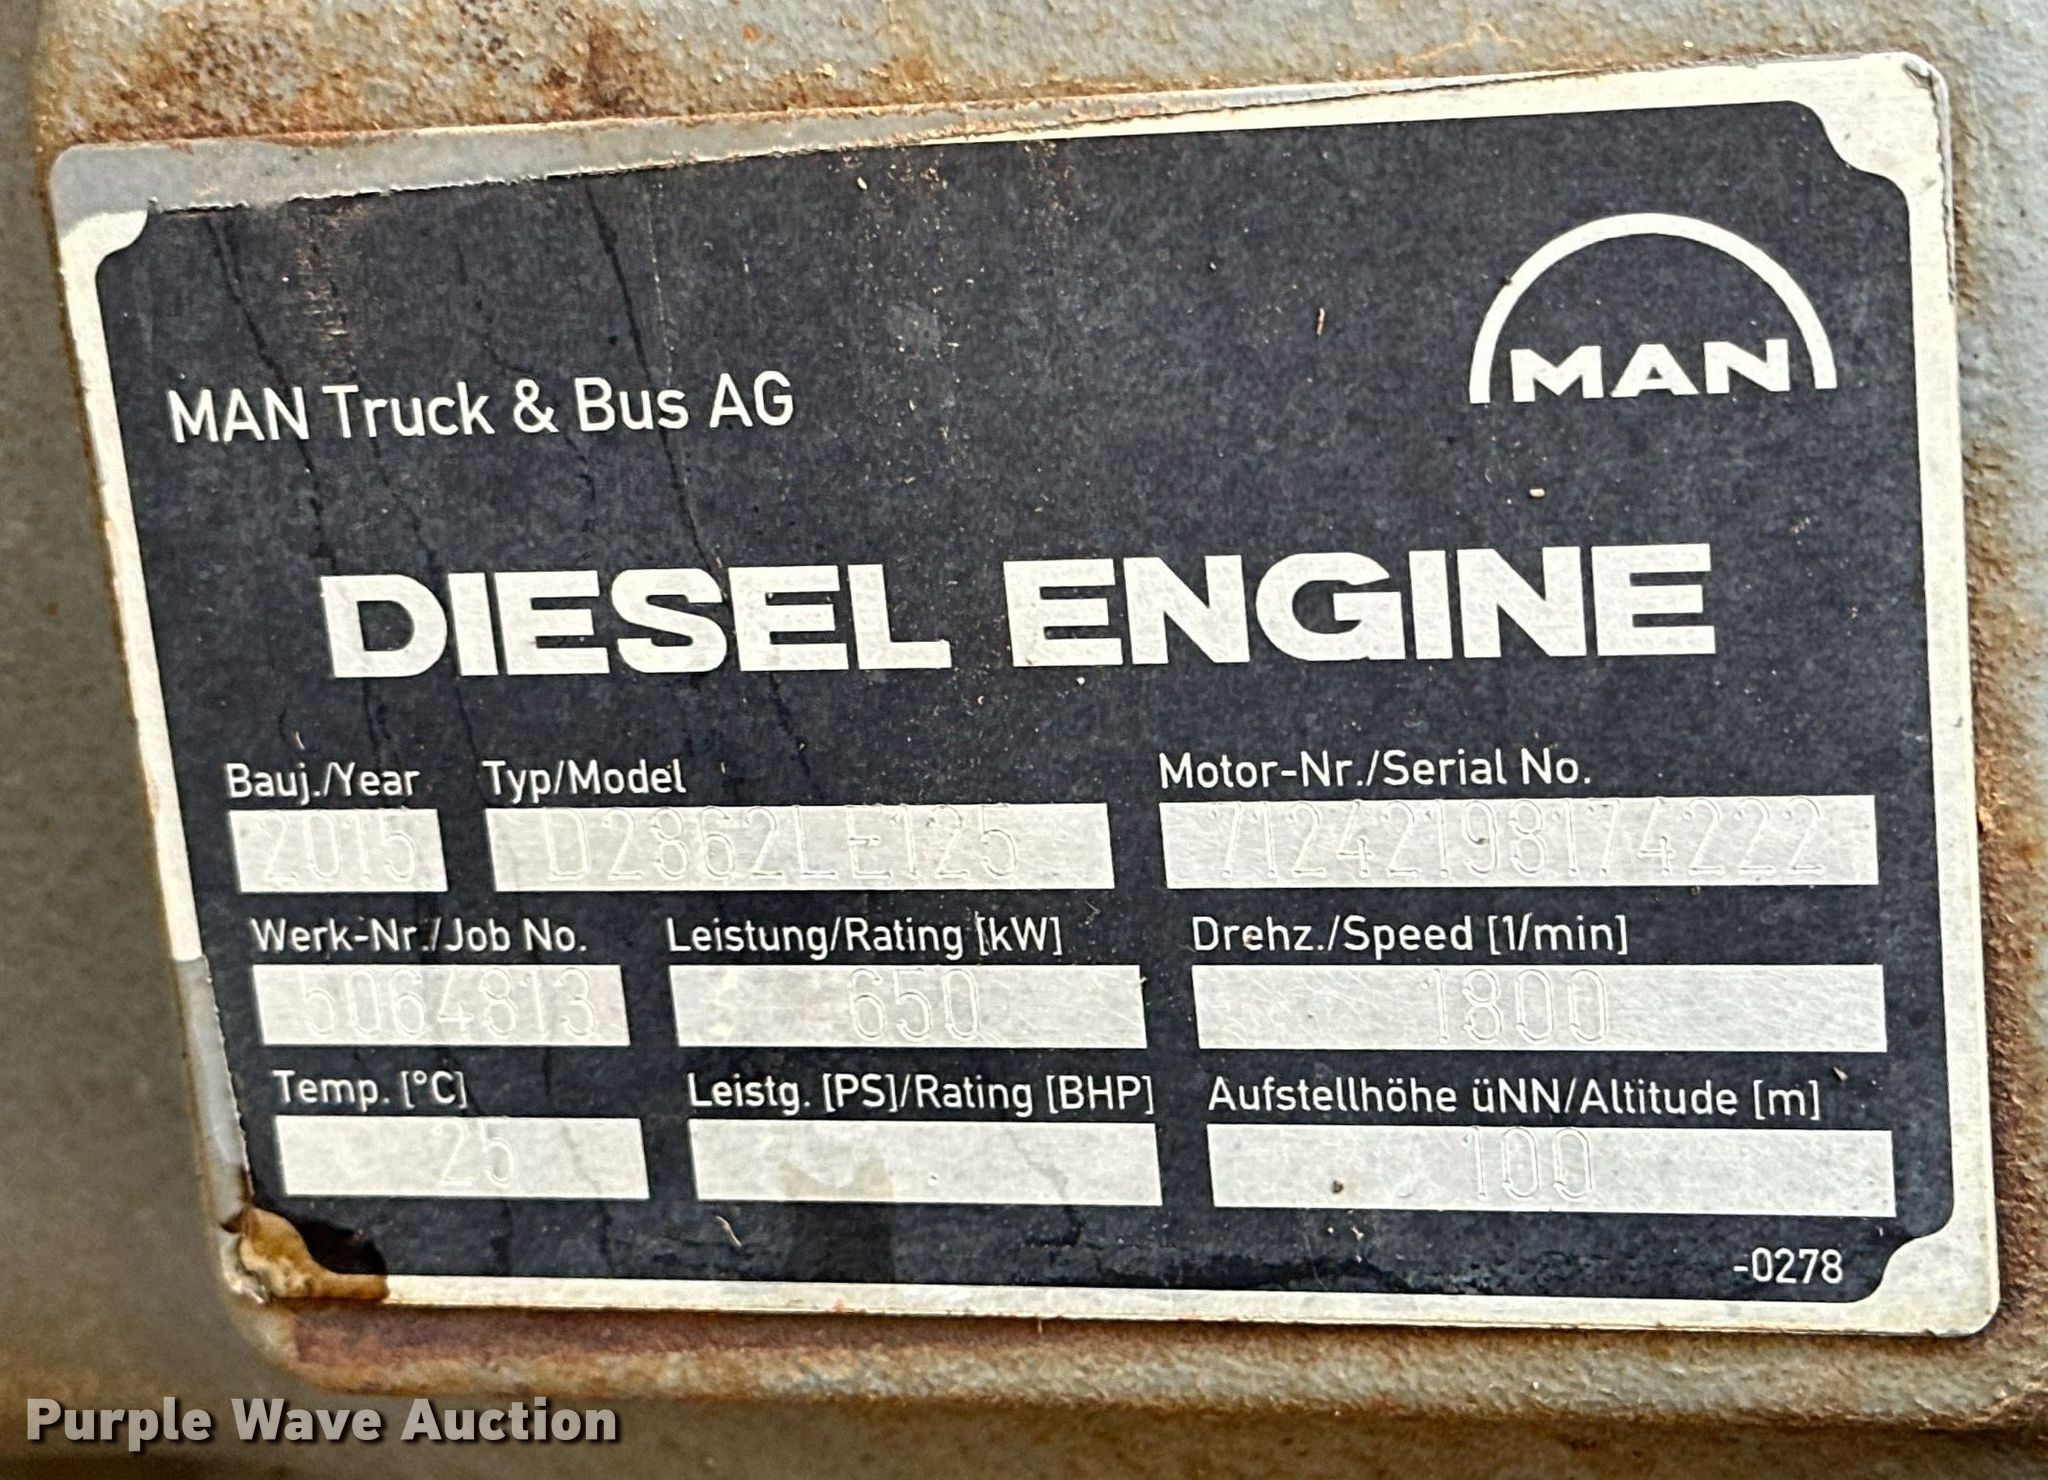 MAN
MAN Truck & Bus AG
DIESEL ENGINE
Bauj./Year Typ/Model Motor-Nr./Serial No.
2015 D2862LE125 71242198174222
Werk-Nr./Job No. Leistung/Rating [kW] Drehz./Speed [1/min]
5064813 650 1800
Temp. [°C] Leistg. [PS]/Rating [BHP] Aufstellhöhe üNN/Altitude [m]
25 100
-0278
Purple Wave Auction